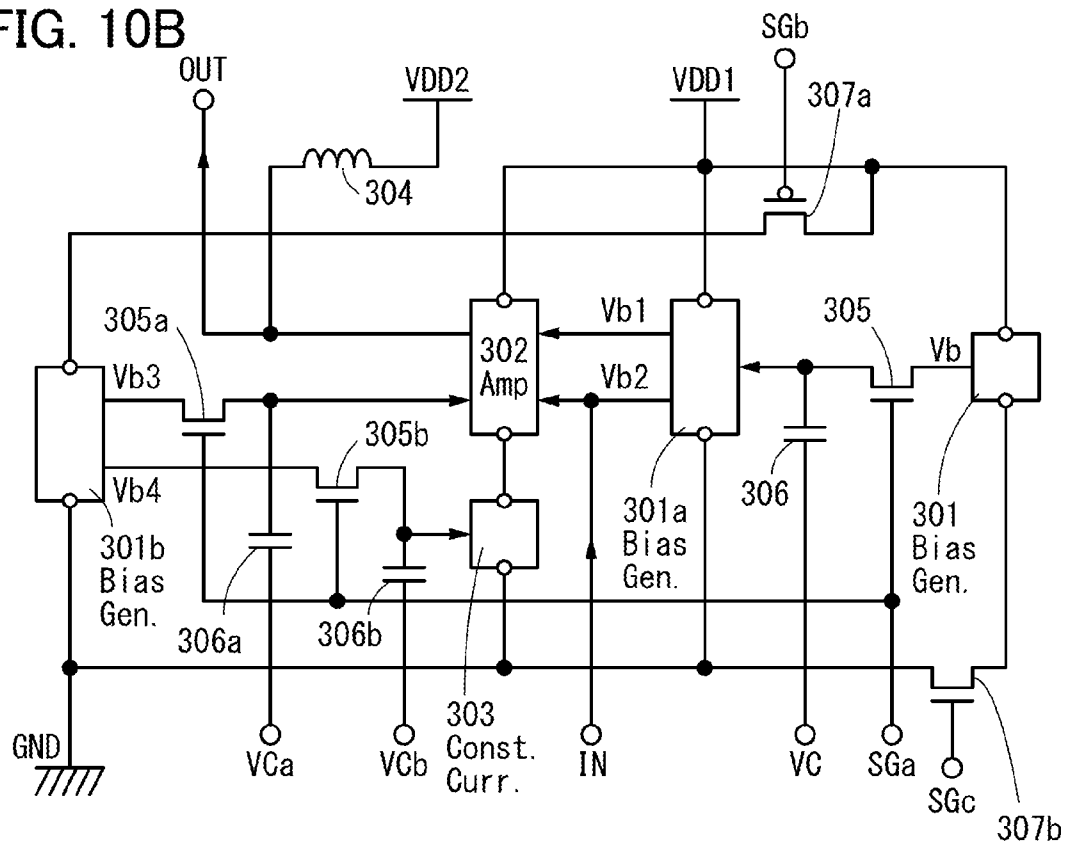 FIG. 10B
SGb
OUT
VDD2
VDD1
307a
304
305a
Vb1
305
Vb3
302
Amp
Vb2
Vb
305b
Vb4
306
301b
Bias
Gen.
301a
Bias
Gen.
301
Bias
Gen.
306a
306b
303
Const.
Curr.
GND
VCa
VCb
IN
VC
SGa
SGc
307b